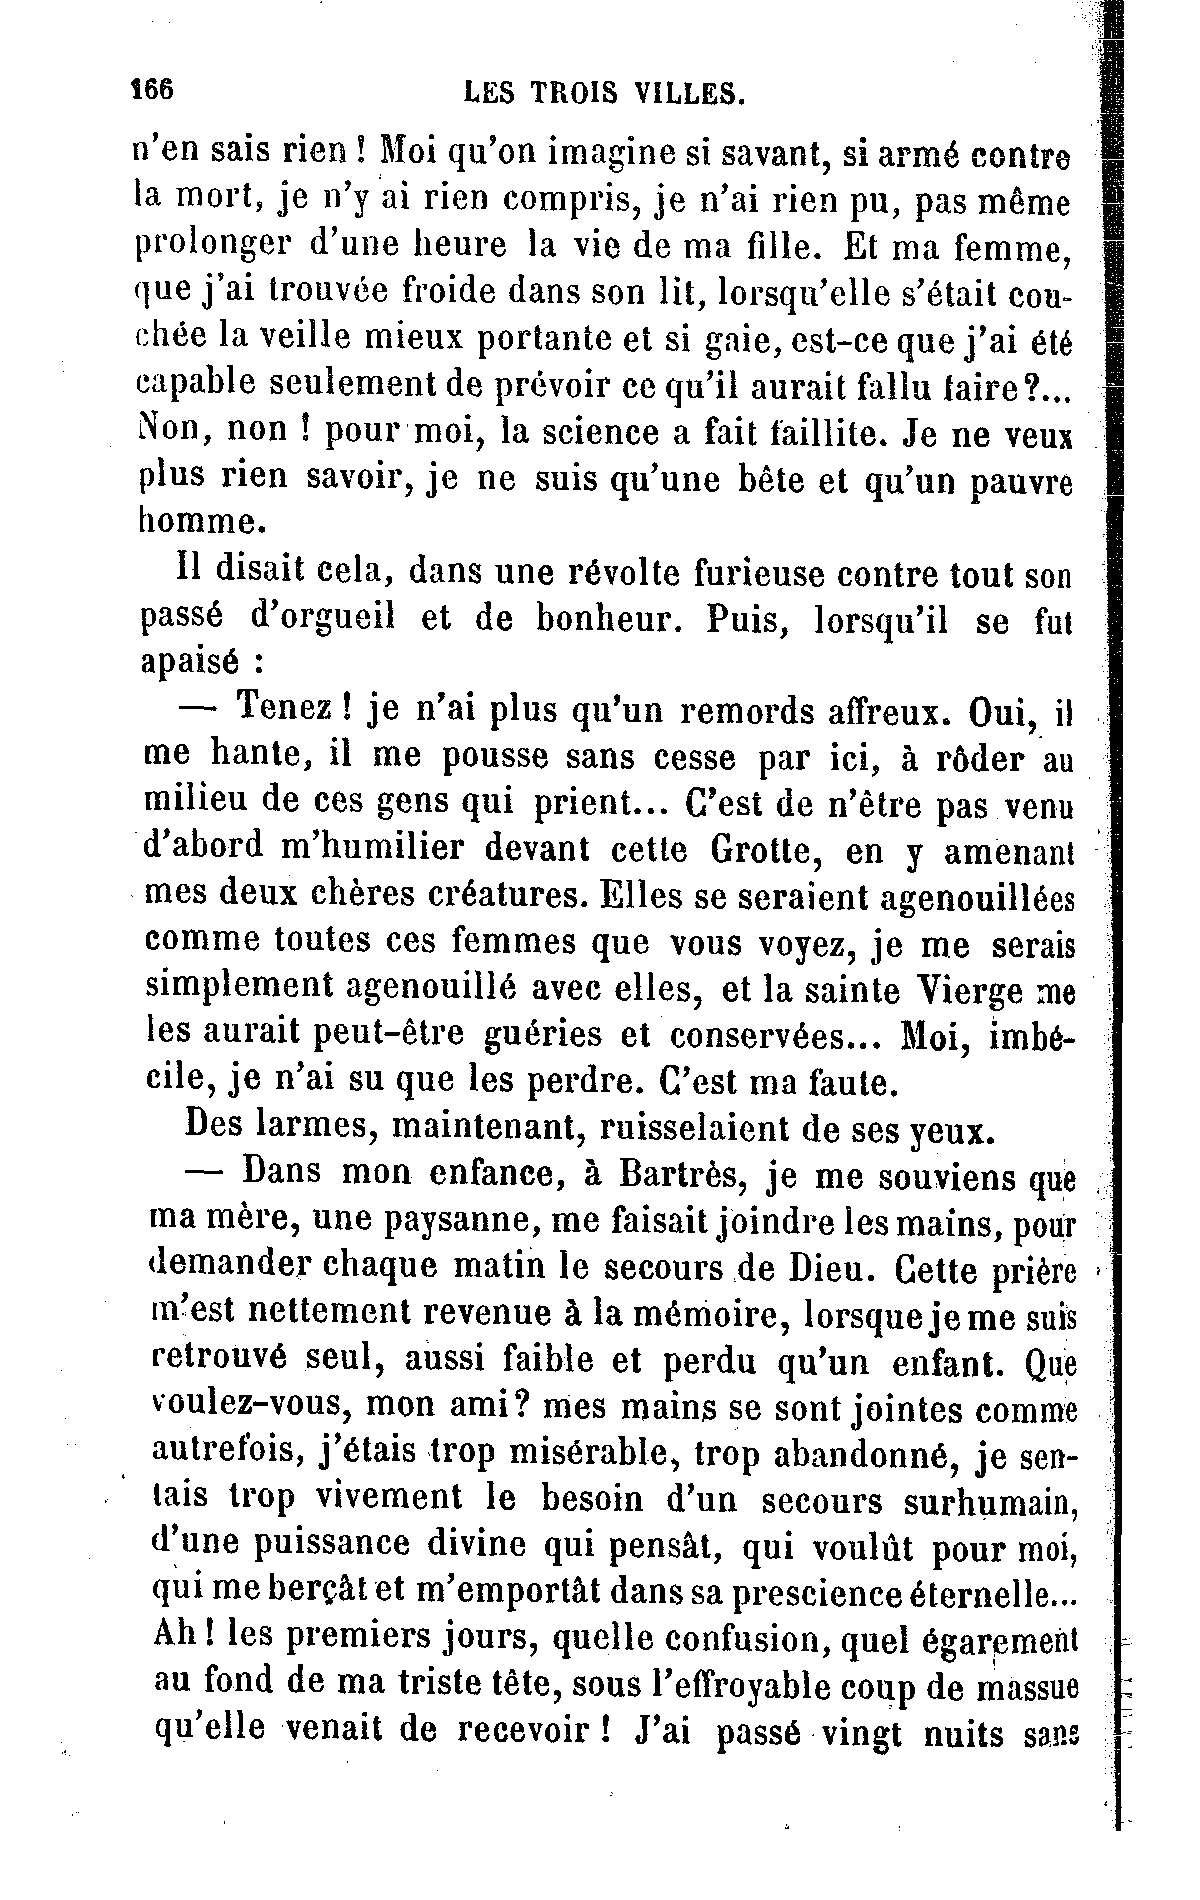 166 LES TROIS VILLES.
n'en sais rien ! Moi qu'on imagine si savant, si armé contre
la mort, je n'y ai rien compris, je n'ai rien pu, pas même
prolonger d'une heure la vie de ma fille. Et ma femme,
que j'ai trouvée froide dans son lit, lorsqu'elle s'était cou-
chée la veille mieux portante et si gaie, est-ce que j'ai été
capable seulement de prévoir ce qu'il aurait fallu faire ?...
Non, non ! pour moi, la science a fait faillite. Je ne veux
plus rien savoir, je ne suis qu'une bête et qu'un pauvre
homme.
Il disait cela, dans une révolte furieuse contre tout son
passé d'orgueil et de bonheur. Puis, lorsqu'il se fut
apaisé :
— Tenez ! je n'ai plus qu'un remords affreux. Oui, il
me hante, il me pousse sans cesse par ici, à rôder au
milieu de ces gens qui prient... C'est de n'être pas venu
d'abord m'humilier devant cette Grotte, en y amenant
mes deux chères créatures. Elles se seraient agenouillées
comme toutes ces femmes que vous voyez, je me serais
simplement agenouillé avec elles, et la sainte Vierge me
les aurait peut-être guéries et conservées... Moi, imbé-
cile, je n'ai su que les perdre. C'est ma faute.
Des larmes, maintenant, ruisselaient de ses yeux.
— Dans mon enfance, à Bartrès, je me souviens que
ma mère, une paysanne, me faisait joindre les mains, pour
demander chaque matin le secours de Dieu. Cette prière
m'est nettement revenue à la mémoire, lorsque je me suis
retrouvé seul, aussi faible et perdu qu'un enfant. Que
voulez-vous, mon ami ? mes mains se sont jointes comme
autrefois, j'étais trop misérable, trop abandonné, je sen-
tais trop vivement le besoin d'un secours surhumain,
d'une puissance divine qui pensât, qui voulût pour moi,
qui me berçât et m'emportât dans sa prescience éternelle...
Ah ! les premiers jours, quelle confusion, quel égarement
au fond de ma triste tête, sous l'effroyable coup de massue
qu'elle venait de recevoir ! J'ai passé vingt nuits sans